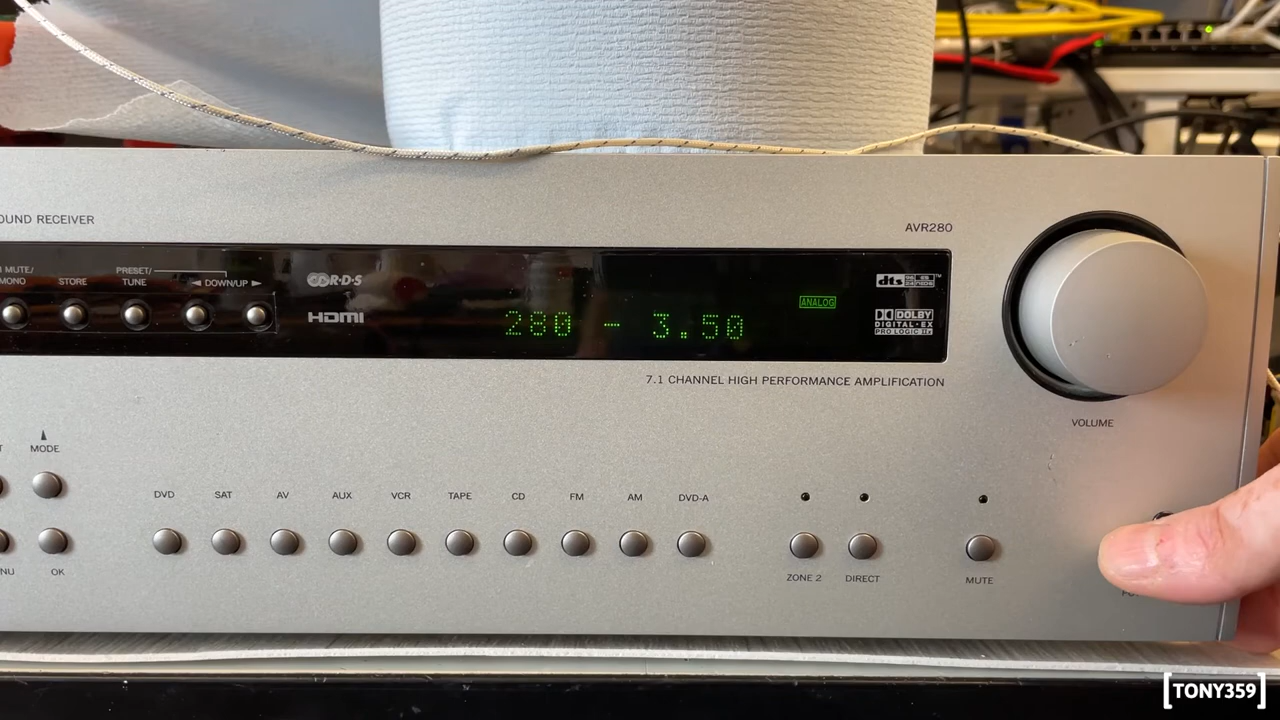 OUND RECEIVER
AVR280
MUTE/
MONO
STORE
PRESET/
TUNE
◄ DOWN/UP ►
R·D·S
HDMI
280 - 3.50
ANALOG
dts
DOLBY
DIGITAL·EX
PRO LOGIC IIx
7.1 CHANNEL HIGH PERFORMANCE AMPLIFICATION
VOLUME
MODE
DVD
SAT
AV
AUX
VCR
TAPE
CD
FM
AM
DVD-A
NU
OK
ZONE 2
DIRECT
MUTE
[TONY359]